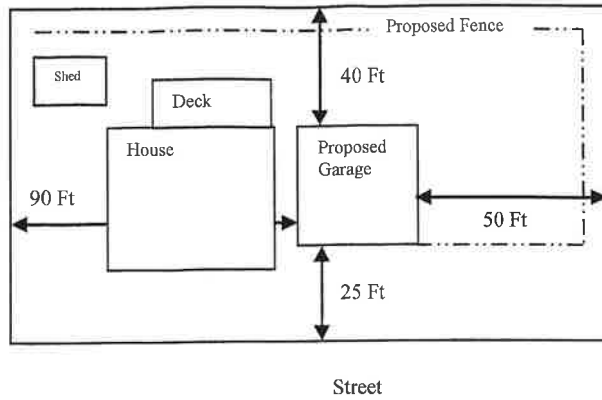 Proposed Fence
Shed
40 Ft
Deck
House
Proposed
Garage
90 Ft
50 Ft
25 Ft
Street